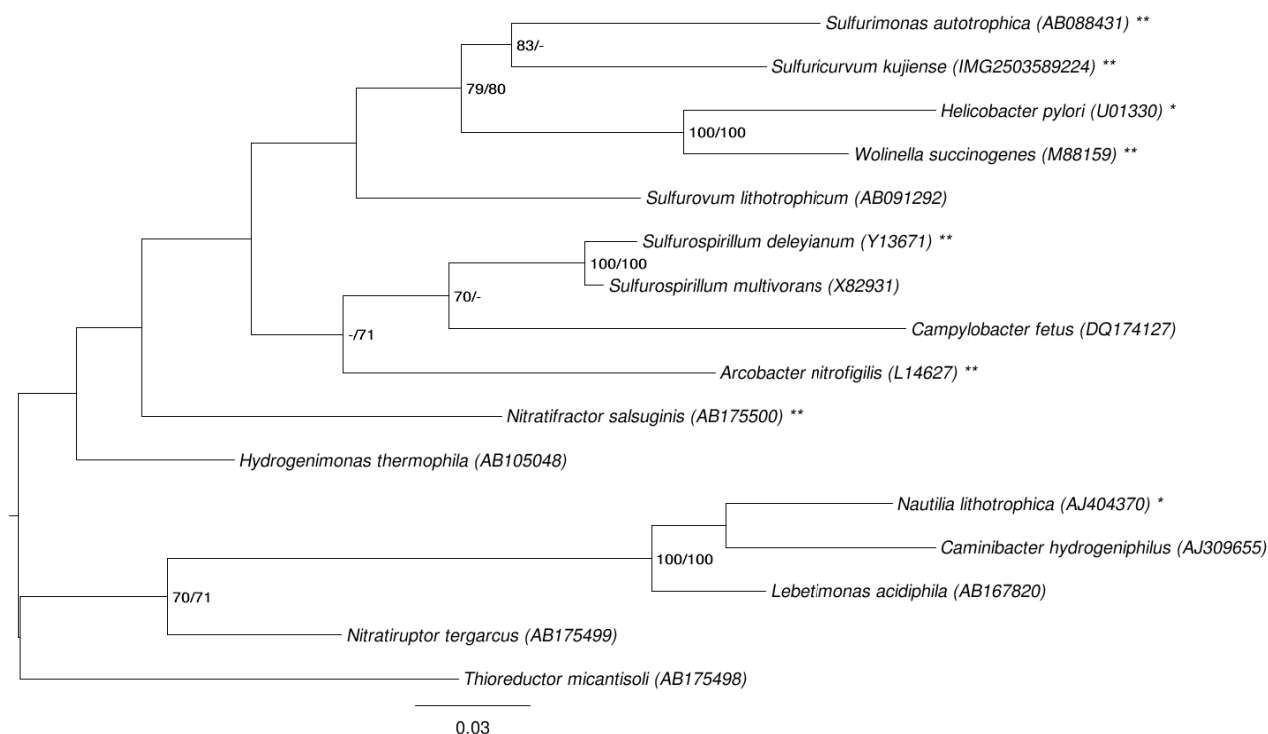 Sulfurimonas autotrophica (AB088431) **
83/-
Sulfuricurvum kujiense (IMG2503589224) **
79/80
Helicobacter pylori (U01330) *
100/100
Wolinella succinogenes (M88159) **
Sulfurovum lithotrophicum (AB091292)
Sulfurospirillum deleyianum (Y13671) **
100/100
Sulfurospirillum multivorans (X82931)
70/-
Campylobacter fetus (DQ174127)
-/71
Arcobacter nitrofigilis (L14627) **
Nitratifractor salsuginis (AB175500) **
Hydrogenimonas thermophila (AB105048)
Nautilia lithotrophica (AJ404370) *
Caminibacter hydrogeniphilus (AJ309655)
100/100
Lebetimonas acidiphila (AB167820)
70/71
Nitratiruptor tergarcus (AB175499)
Thioreductor micantisoli (AB175498)
0.03